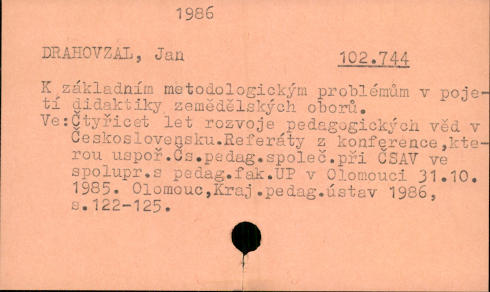 1986
DRAHOVZAL, Jan 102.744
K základním metodologickým problémům v poje-
tí didaktiky zemědělských oborů.
Ve:Čtyřicet let rozvoje pedagogických věd v
Československu.Referáty z konference,kte-
rou uspoř.Čs.pedag.společ.při ČSAV ve
spolupr.s pedag.fak.UP v Olomouci 31.10.
1985. Olomouc,Kraj.pedag.ústav 1986,
s.122-125.